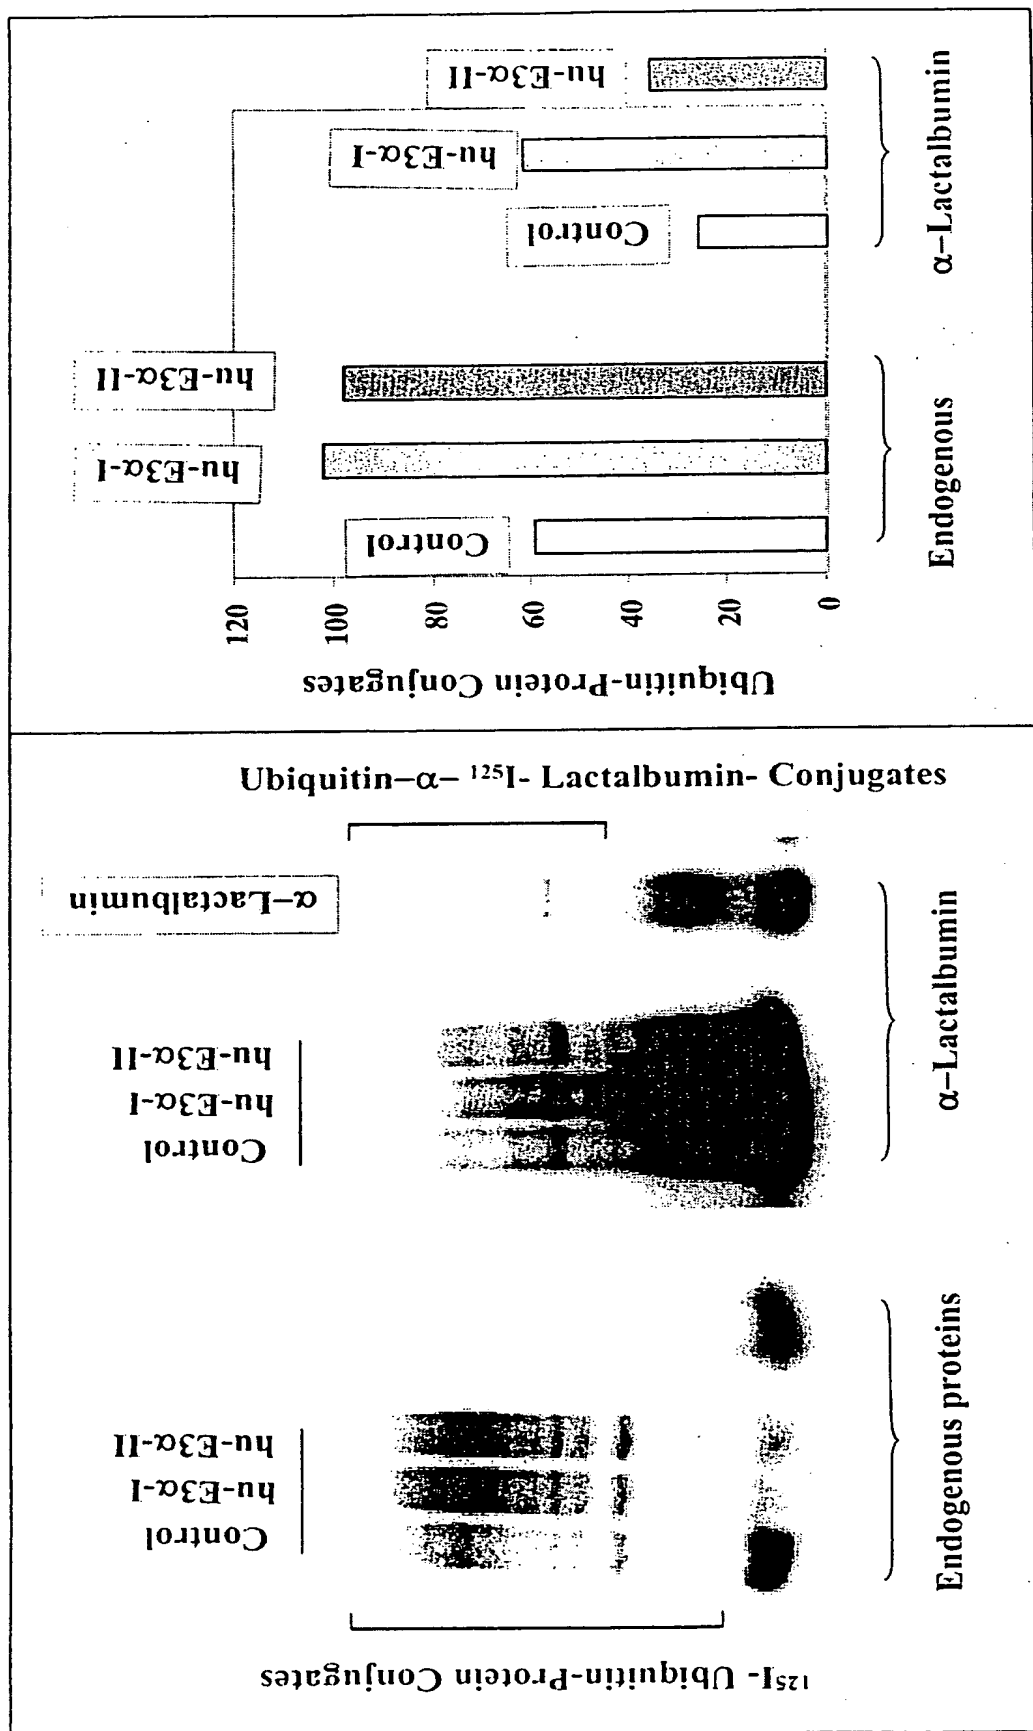 ¹²⁵I- Ubiquitin-Protein Conjugates
Control
hu-E3α-I
hu-E3α-II
Endogenous proteins
Control
hu-E3α-I
hu-E3α-II
α–Lactalbumin
α–Lactalbumin
Ubiquitin–α– ¹²⁵I- Lactalbumin- Conjugates
Ubiquitin-Protein Conjugates
120
100
80
60
40
20
0
Control
hu-E3α-I
hu-E3α-II
Endogenous
Control
hu-E3α-I
hu-E3α-II
α–Lactalbumin